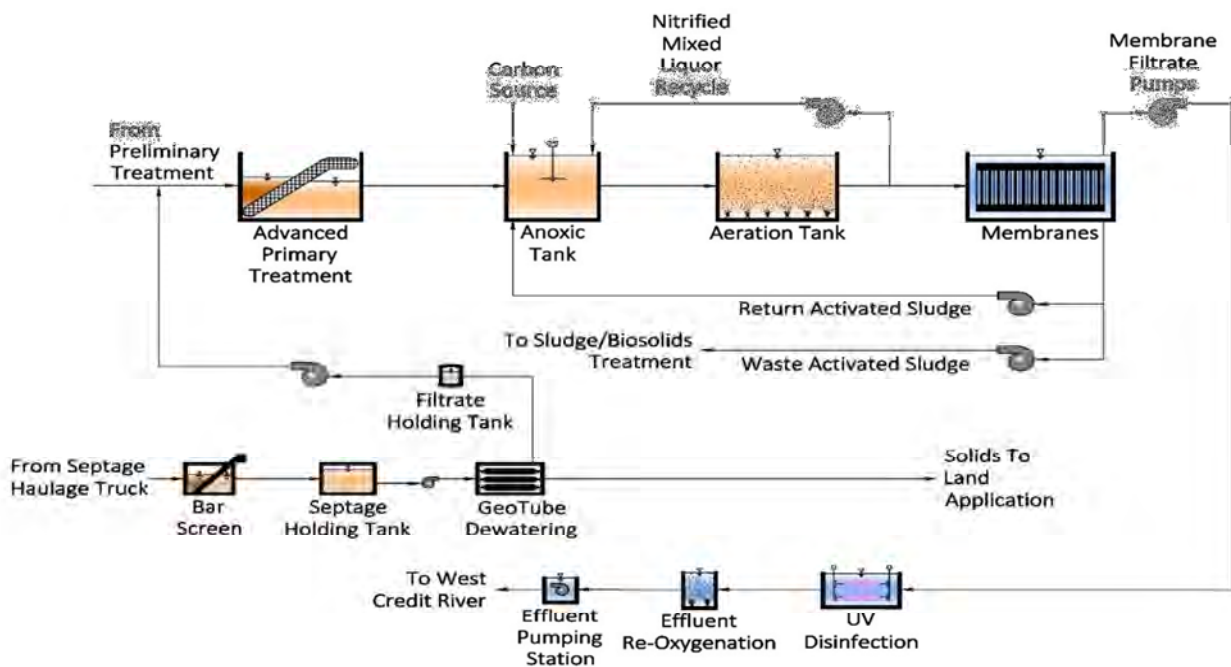 Nitrified
Mixed
Liquor
Recycle
Carbon
Source
Membrane
Filtrate
Pumps
From
Preliminary
Treatment
Advanced
Primary
Treatment
Anoxic
Tank
Aeration Tank
Membranes
Return Activated Sludge
To Sludge/Biosolids
Treatment
Waste Activated Sludge
Filtrate
Holding Tank
From Septage
Haulage Truck
Bar
Screen
Septage
Holding Tank
GeoTube
Dewatering
Solids To
Land
Application
To West
Credit River
Effluent
Pumping
Station
Effluent
Re-Oxygenation
UV
Disinfection